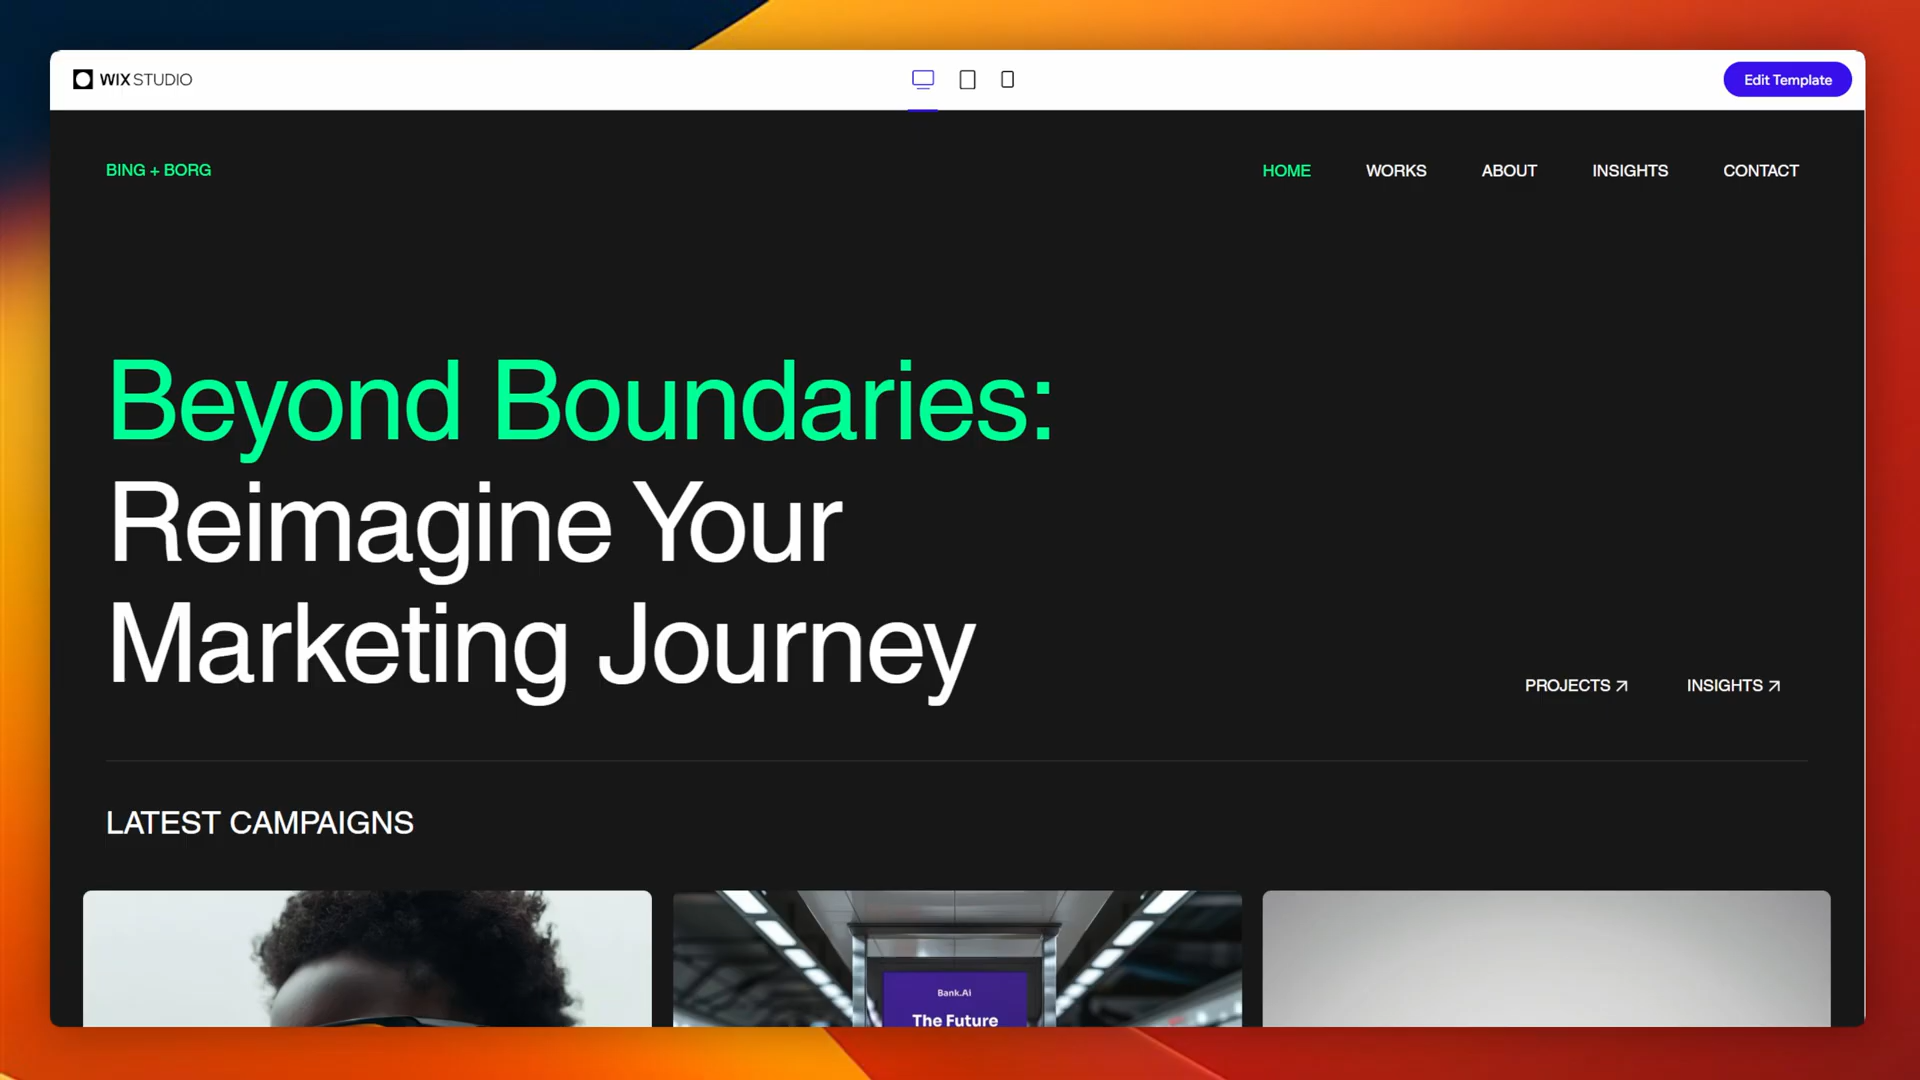 WIX STUDIO
Edit Template
BING + BORG
HOME
WORKS
ABOUT
INSIGHTS
CONTACT
Beyond Boundaries:
Reimagine Your
Marketing Journey
PROJECTS
INSIGHTS
LATEST CAMPAIGNS
Bank.Ai
The Future